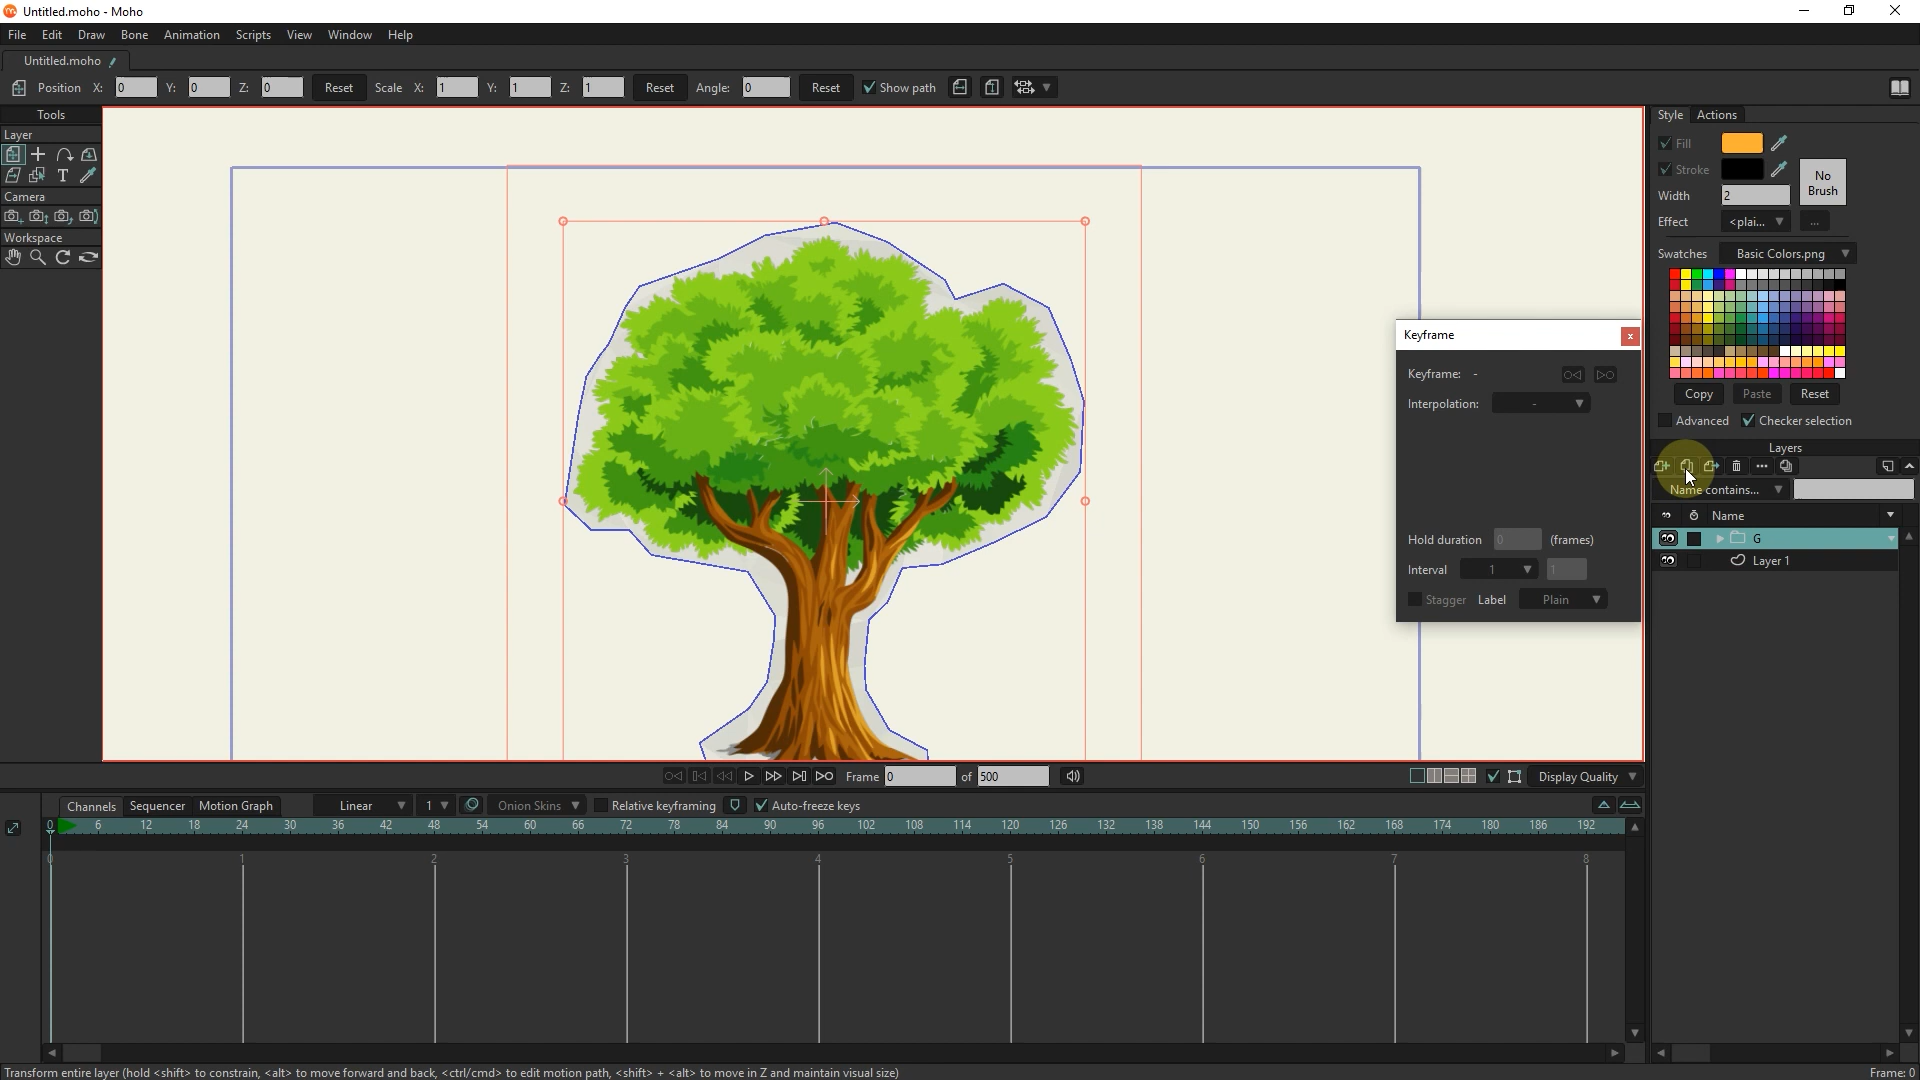 Untitled.moho - Moho
File Edit Draw Bone Animation Scripts View Window Help
Untitled.moho
Position X: 0 Y: 0 Z: 0 Reset Scale X: 1 Y: 1 Z: 1 Reset Angle: 0 Reset Show path
Tools
Layer
T
Camera
Workspace
Style Actions
Fill
Stroke
No
Brush
Width 2
Effect <plai... ...
Swatches Basic Colors.png
Copy Paste Reset
Advanced Checker selection
Layers
Name contains...
Name
G
Layer 1
Keyframe x
Keyframe: -
Interpolation: -
Hold duration 0 (frames)
Interval 1 1
Stagger Label Plain
Frame 0 of 500 Display Quality
Channels Sequencer Motion Graph Linear 1 Onion Skins Relative keyframing Auto-freeze keys
0 6 12 18 24 30 36 42 48 54 60 66 72 78 84 90 96 102 108 114 120 126 132 138 144 150 156 162 168 174 180 186 192
0 1 2 3 4 5 6 7 8
Transform entire layer (hold <shift> to constrain, <alt> to move forward and back, <ctrl/cmd> to edit motion path, <shift> + <alt> to move in Z and maintain visual size) Frame: 0